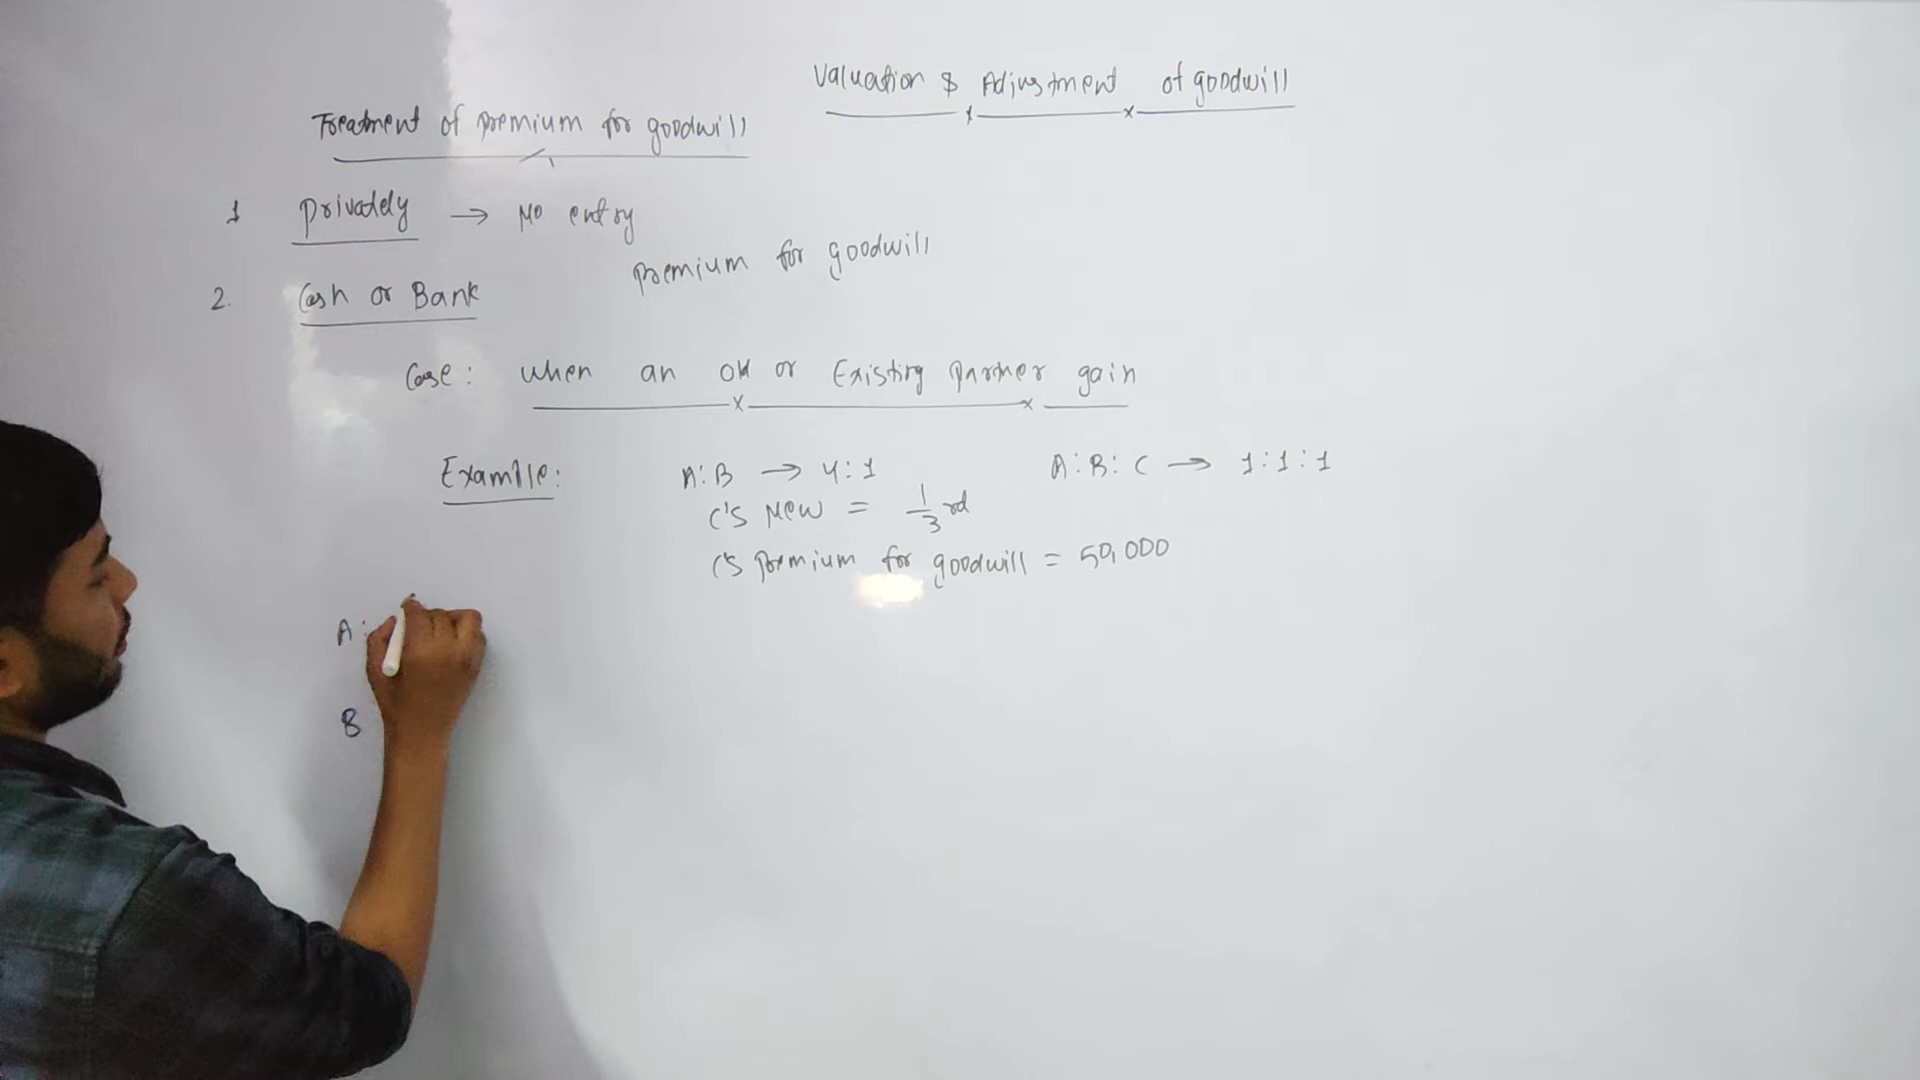 Valuation & Adjustment of goodwill
Treatment of premium for goodwill
1 Privately → No entry
premium for goodwill
2. Cash or Bank
Case: when an old or Existing partner gain
Example: A:B → 4:1 A:B:C → 1:1:1
C's New = 1/3 rd
C's premium for goodwill = 50,000
A:
B